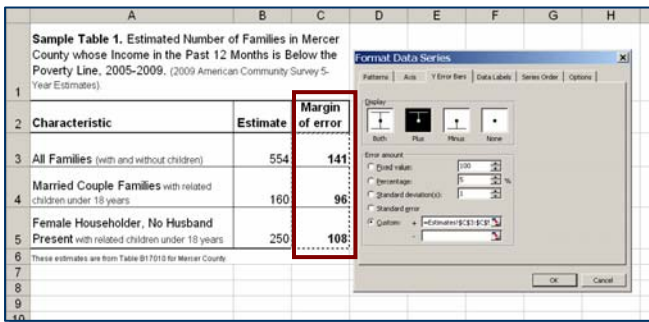 A B C D E F G H
1
Sample Table 1. Estimated Number of Families in Mercer
County whose Income in the Past 12 Months is Below the
Poverty Line, 2005-2009. (2009 American Community Survey 5-
Year Estimates).
2 Characteristic Estimate Margin of error
3 All Families (with and without children) 554 141
4 Married Couple Families with related
children under 18 years 160 96
5 Female Householder, No Husband
Present with related children under 18 years 250 108
6 These estimates are from Table B17010 for Mercer County.
7
8
9
10
Format Data Series
Patterns Axis Y Error Bars Data Labels Series Order Options
Display
Both Plus Minus None
Error amount
Fixed value: 100
Percentage: 5 %
Standard deviation(s): 1
Standard error
Custom: + =Estimates!$C$3:$C$5
-
OK Cancel